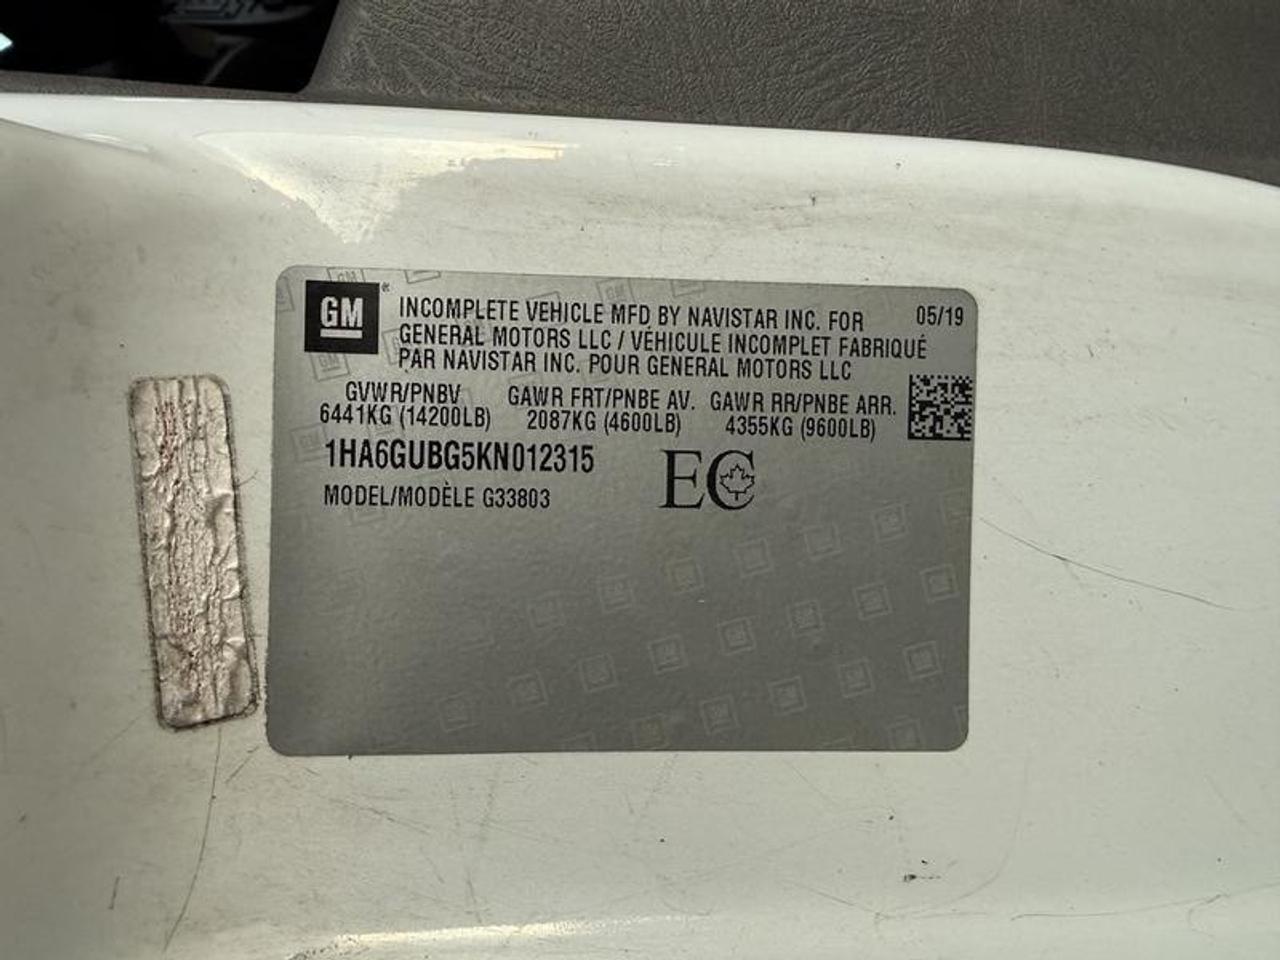 GM
INCOMPLETE VEHICLE MFD BY NAVISTAR INC. FOR
05/19
GENERAL MOTORS LLC / VÉHICULE INCOMPLET FABRIQUÉ
PAR NAVISTAR INC. POUR GENERAL MOTORS LLC
GVWR/PNBV GAWR FRT/PNBE AV. GAWR RR/PNBE ARR.
6441KG (14200LB) 2087KG (4600LB) 4355KG (9600LB)
1HA6GUBG5KN012315
EC
MODEL/MODÈLE G33803